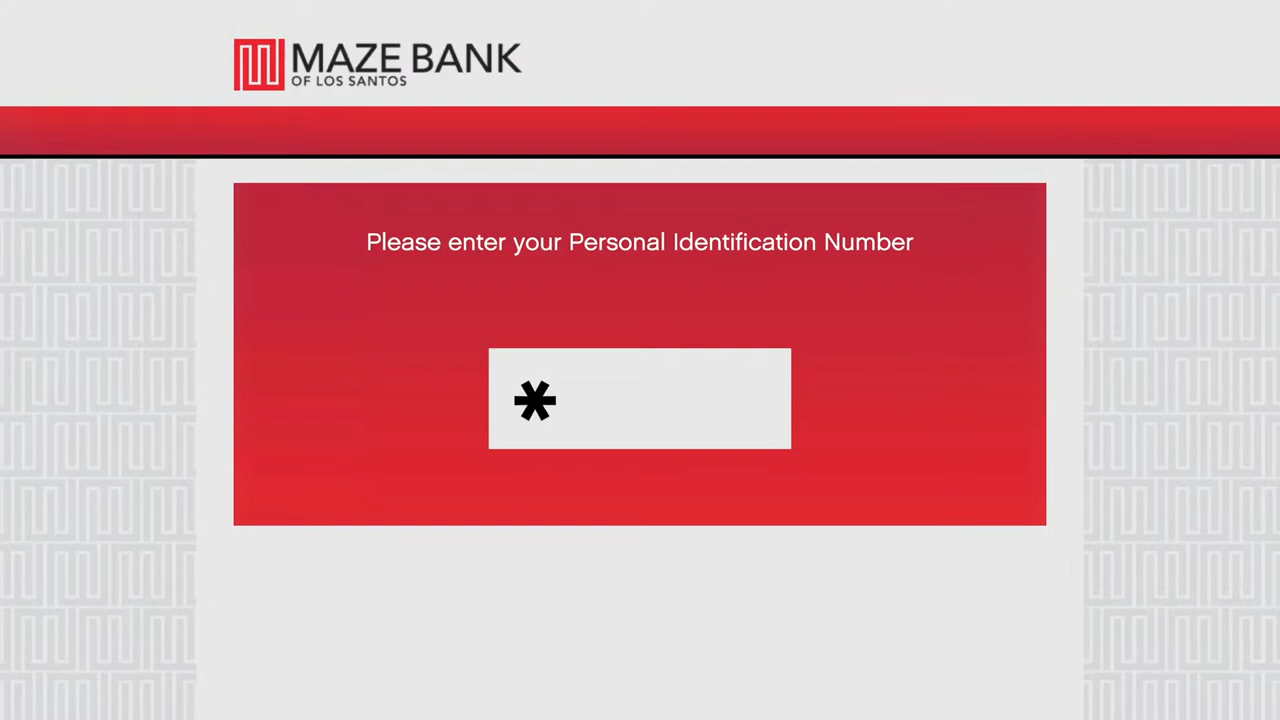 MAZE BANK
OF LOS SANTOS
Please enter your Personal Identification Number
*